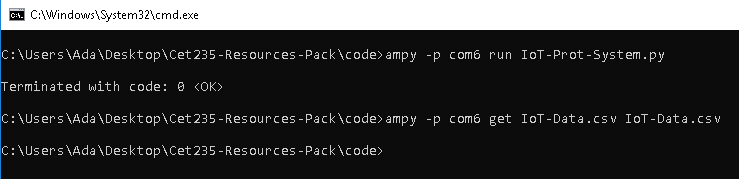 C:\Windows\System32\cmd.exe
C:\Users\Ada\Desktop\Cet235-Resources-Pack\code>ampy -p com6 run IoT-Prot-System.py
Terminated with code: 0 <OK>
C:\Users\Ada\Desktop\Cet235-Resources-Pack\code>ampy -p com6 get IoT-Data.csv IoT-Data.csv
C:\Users\Ada\Desktop\Cet235-Resources-Pack\code>